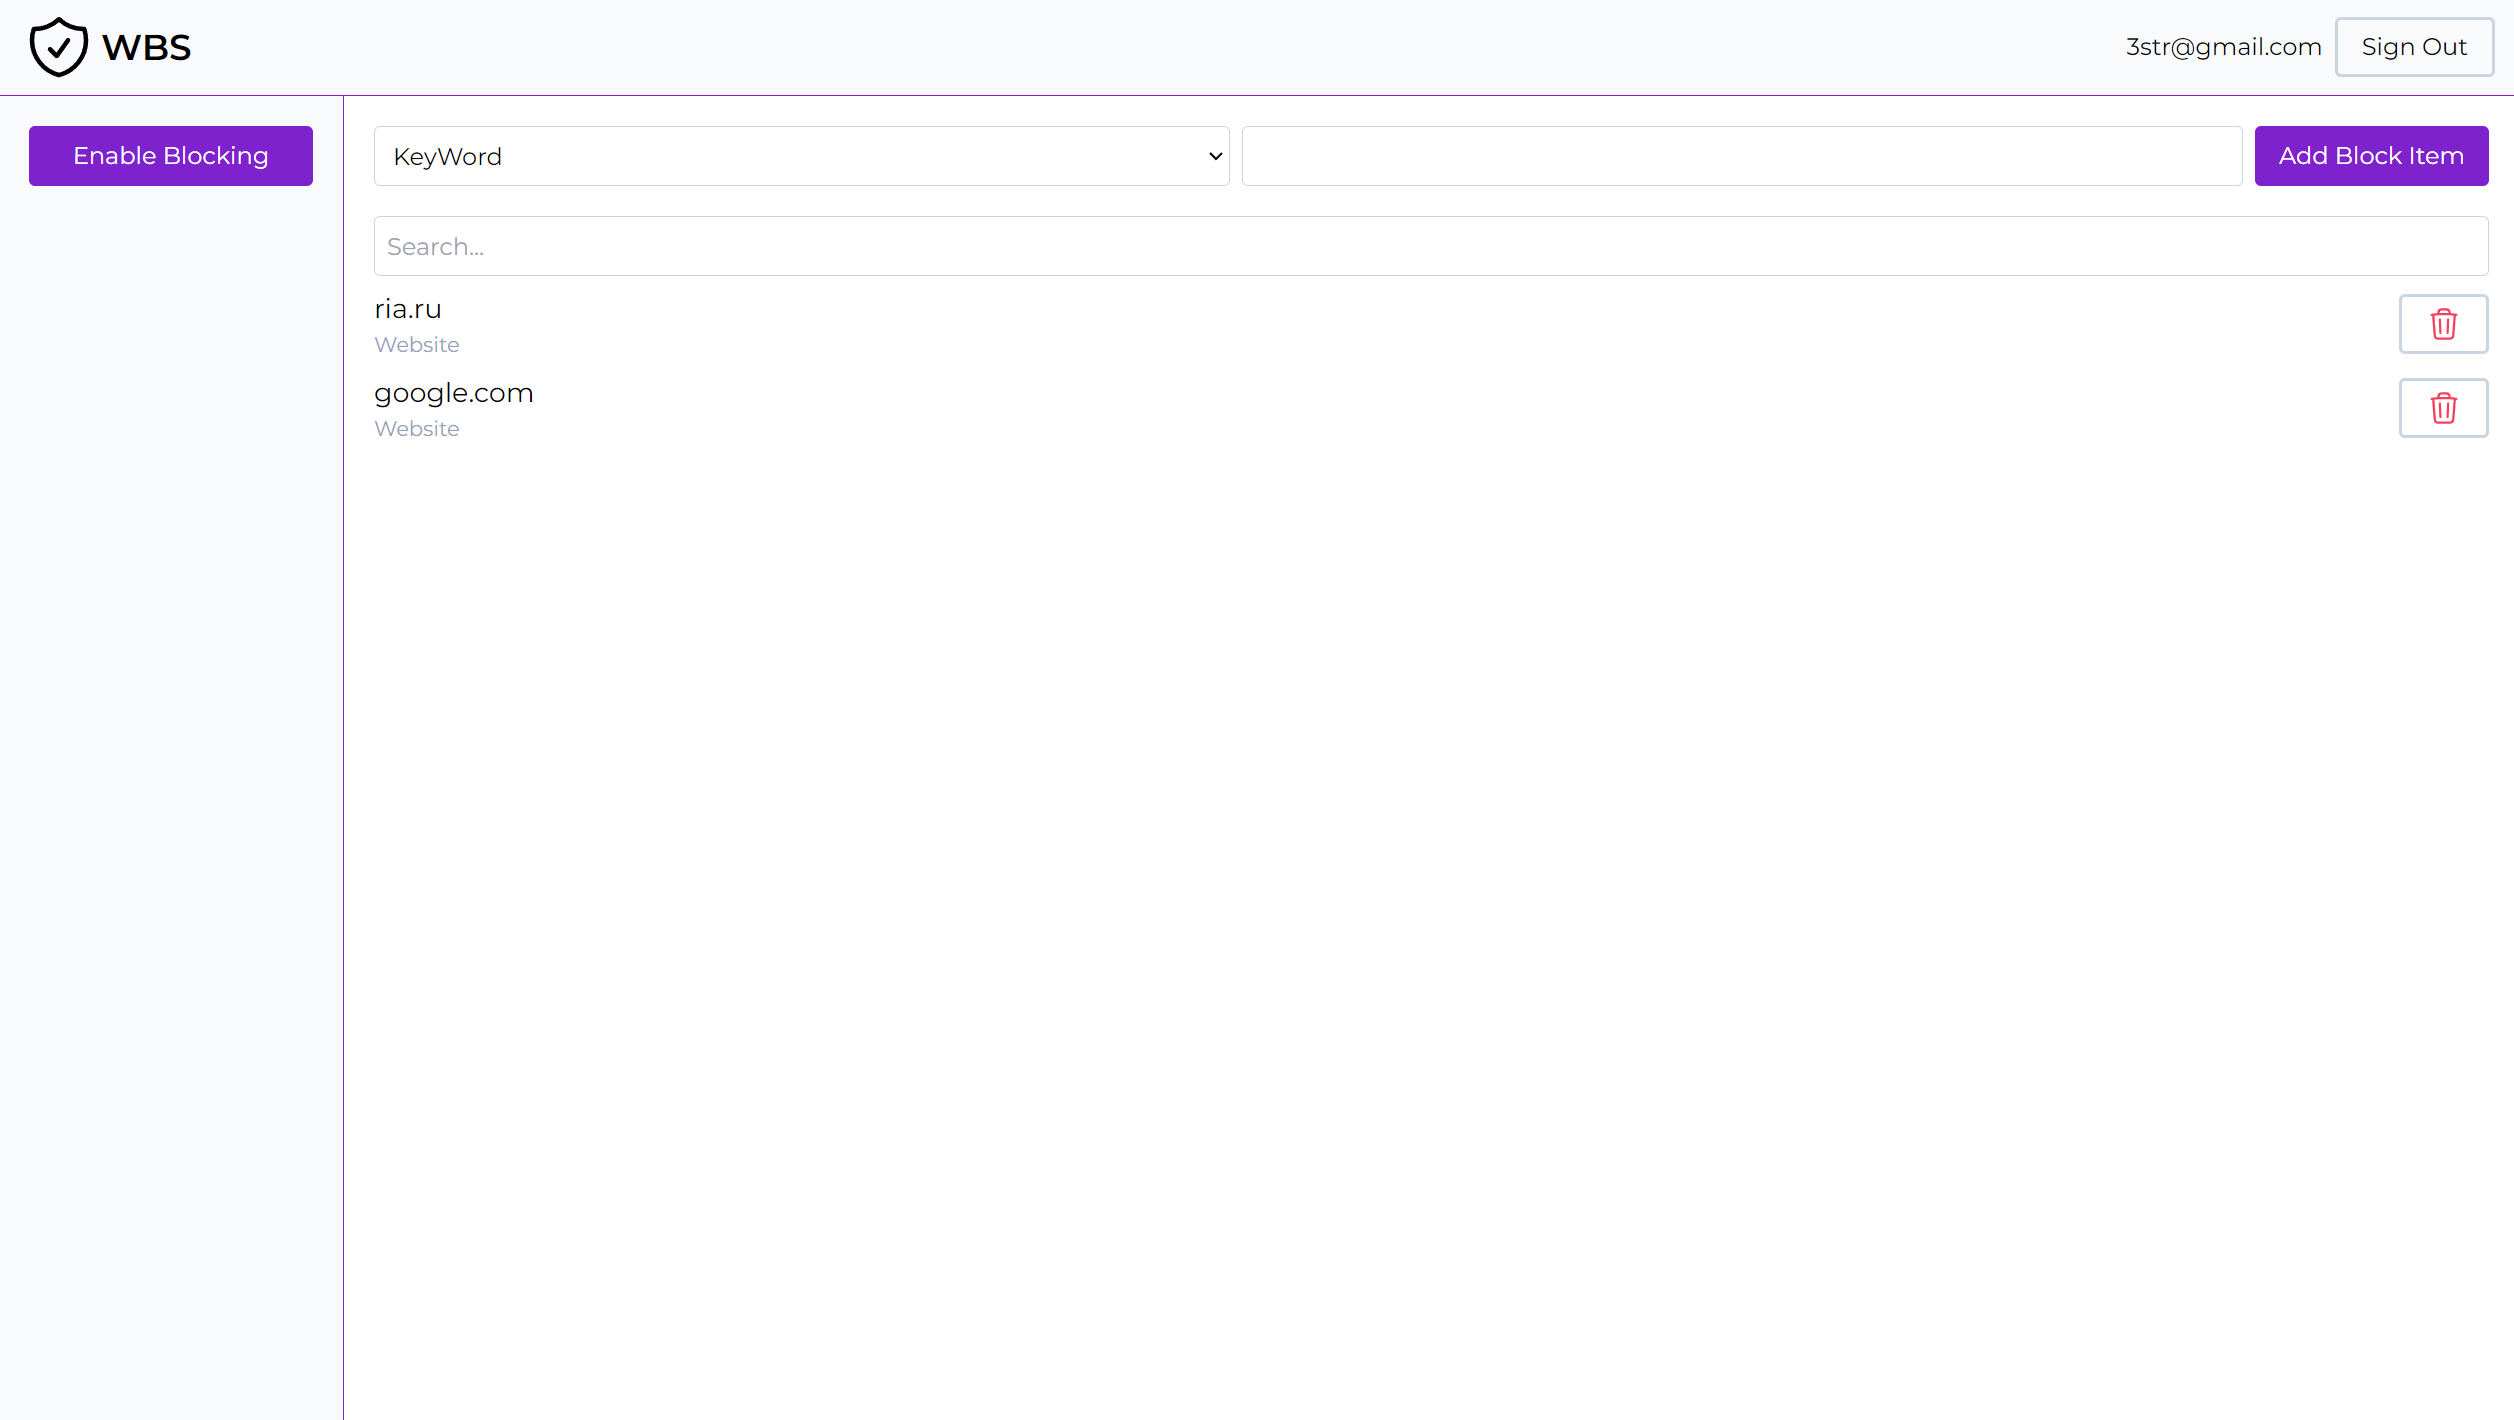 WBS
3str@gmail.com
Sign Out
Enable Blocking
KeyWord
Add Block Item
Search...
ria.ru
Website
google.com
Website